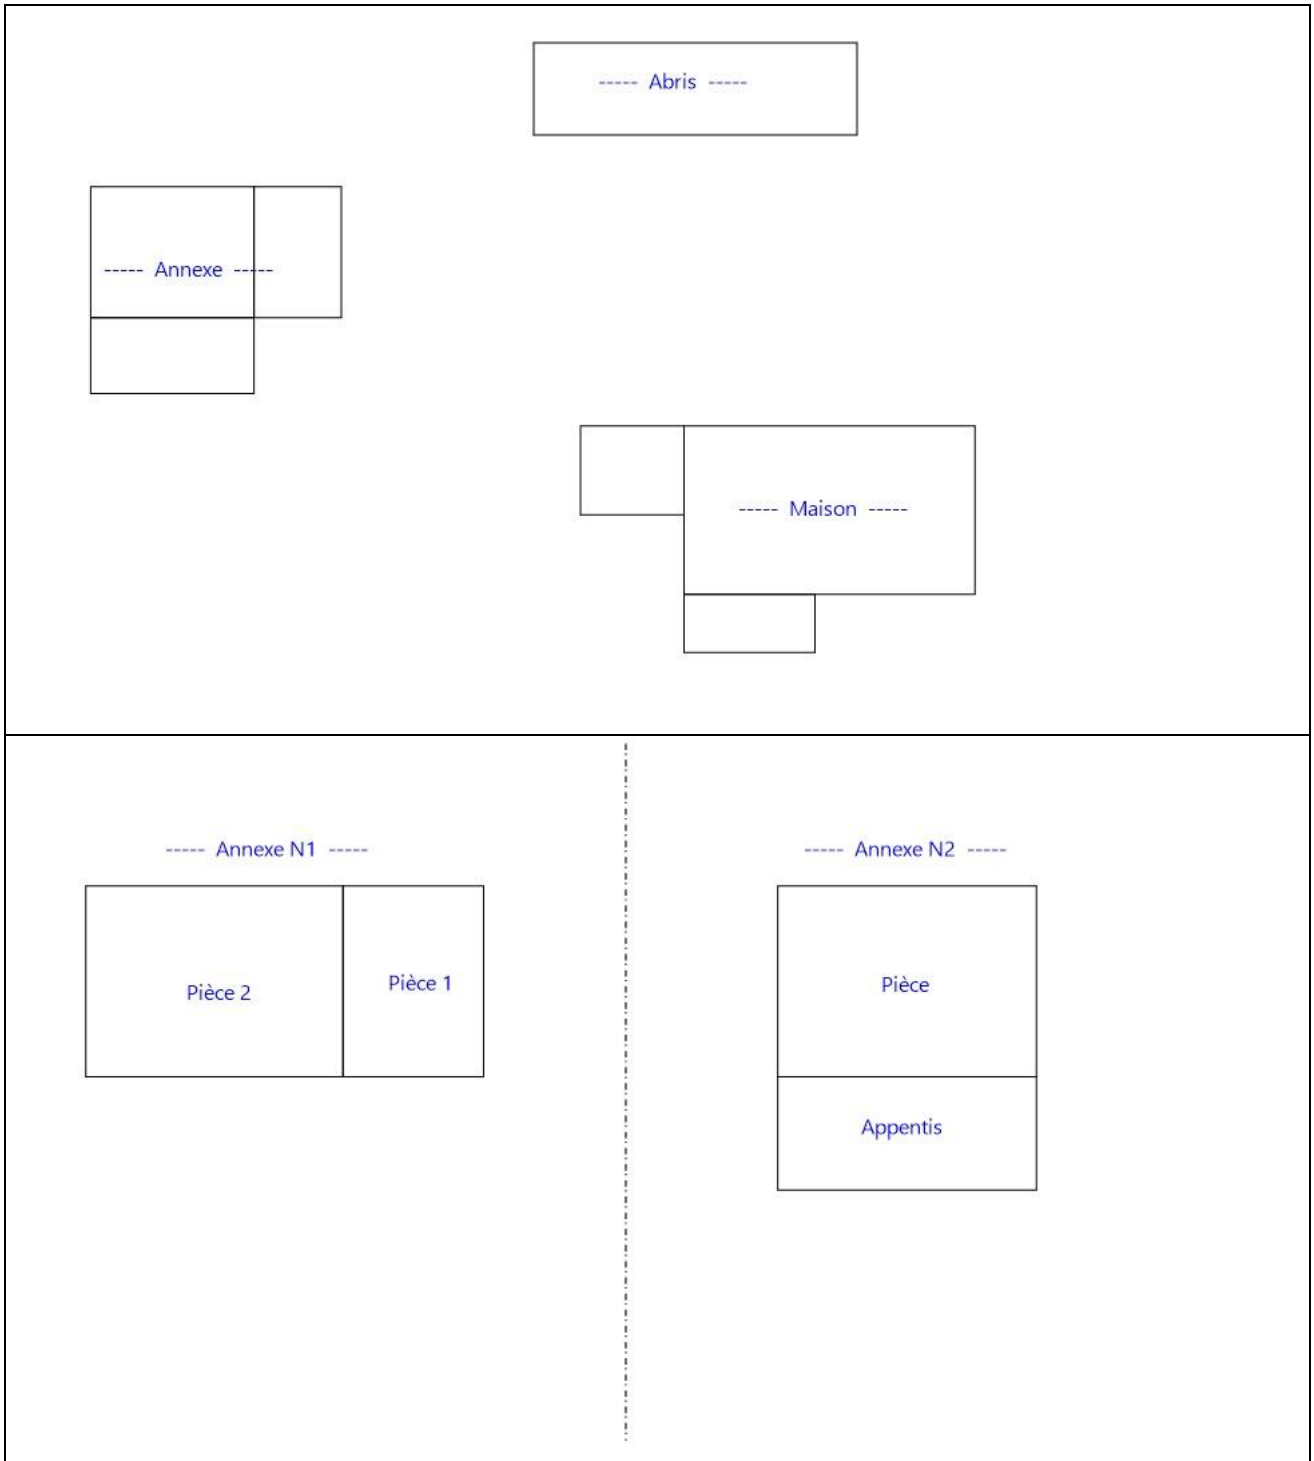 ----- Abris -----
----- Annexe -----
----- Maison -----
----- Annexe N1 -----
Pièce 2
Pièce 1
----- Annexe N2 -----
Pièce
Appentis